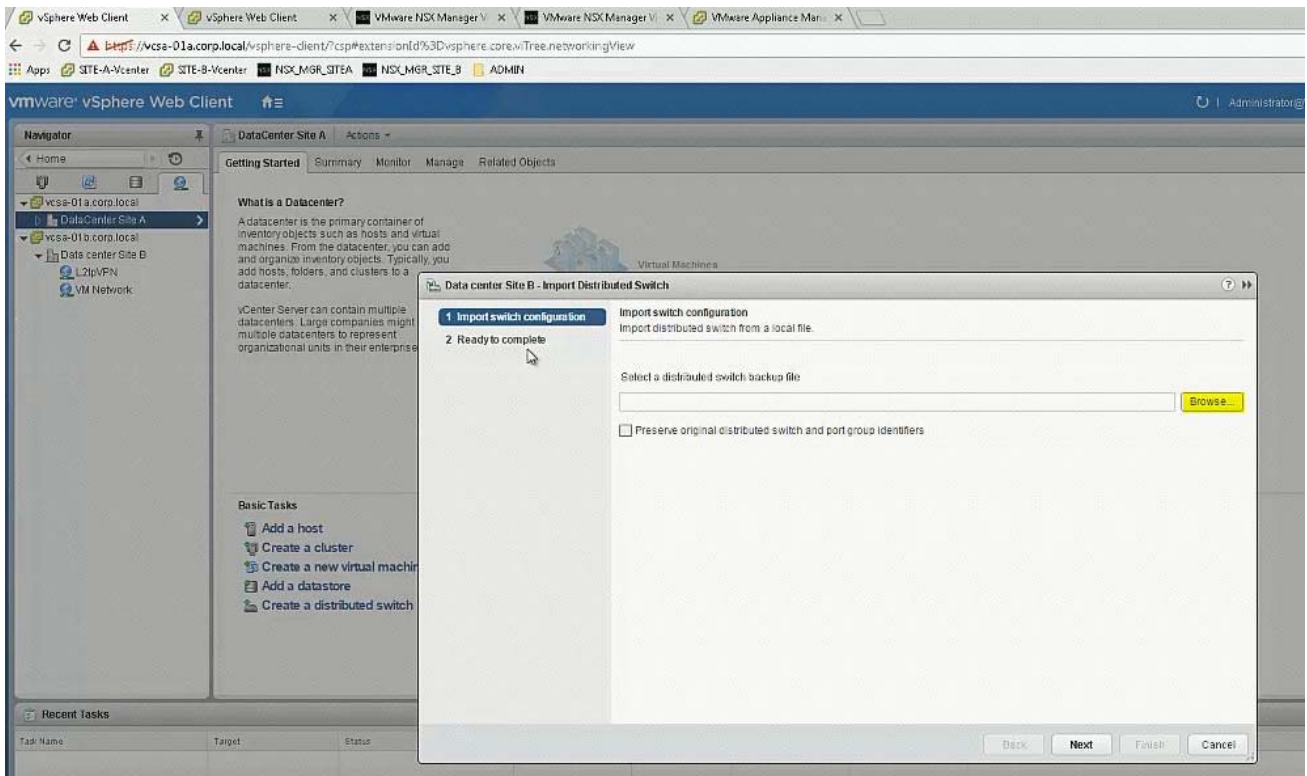 vSphere Web Client
vSphere Web Client
VMware NSX Manager V
VMware NSX Manager V
VMware Appliance Man
https://vcsa-01a.corp.local/vsphere-client/?csp#extensionId%3Dvsphere.core.viTree.networkingView
Apps SITE-A-Vcenter SITE-B-Vcenter NSX_MGR_SITEA NSX_MGR_SITE_B ADMIN
vmware vSphere Web Client
Administrator@
Navigator
Home
vcsa-01a.corp.local
DataCenter Site A
vcsa-01b.corp.local
Data center Site B
L2tpVPN
VM Network
DataCenter Site A Actions
Getting Started Summary Monitor Manage Related Objects
What is a Datacenter?
A datacenter is the primary container of
inventory objects such as hosts and virtual
machines. From the datacenter, you can add
and organize inventory objects. Typically, you
add hosts, folders, and clusters to a
datacenter.
vCenter Server can contain multiple
datacenters. Large companies might
multiple datacenters to represent
organizational units in their enterprise
Virtual Machines
Basic Tasks
Add a host
Create a cluster
Create a new virtual machin
Add a datastore
Create a distributed switch
Data center Site B - Import Distributed Switch
1 Import switch configuration
2 Ready to complete
Import switch configuration
Import distributed switch from a local file.
Select a distributed switch backup file
Browse...
Preserve original distributed switch and port group identifiers
Back Next Finish Cancel
Recent Tasks
Task Name Target Status